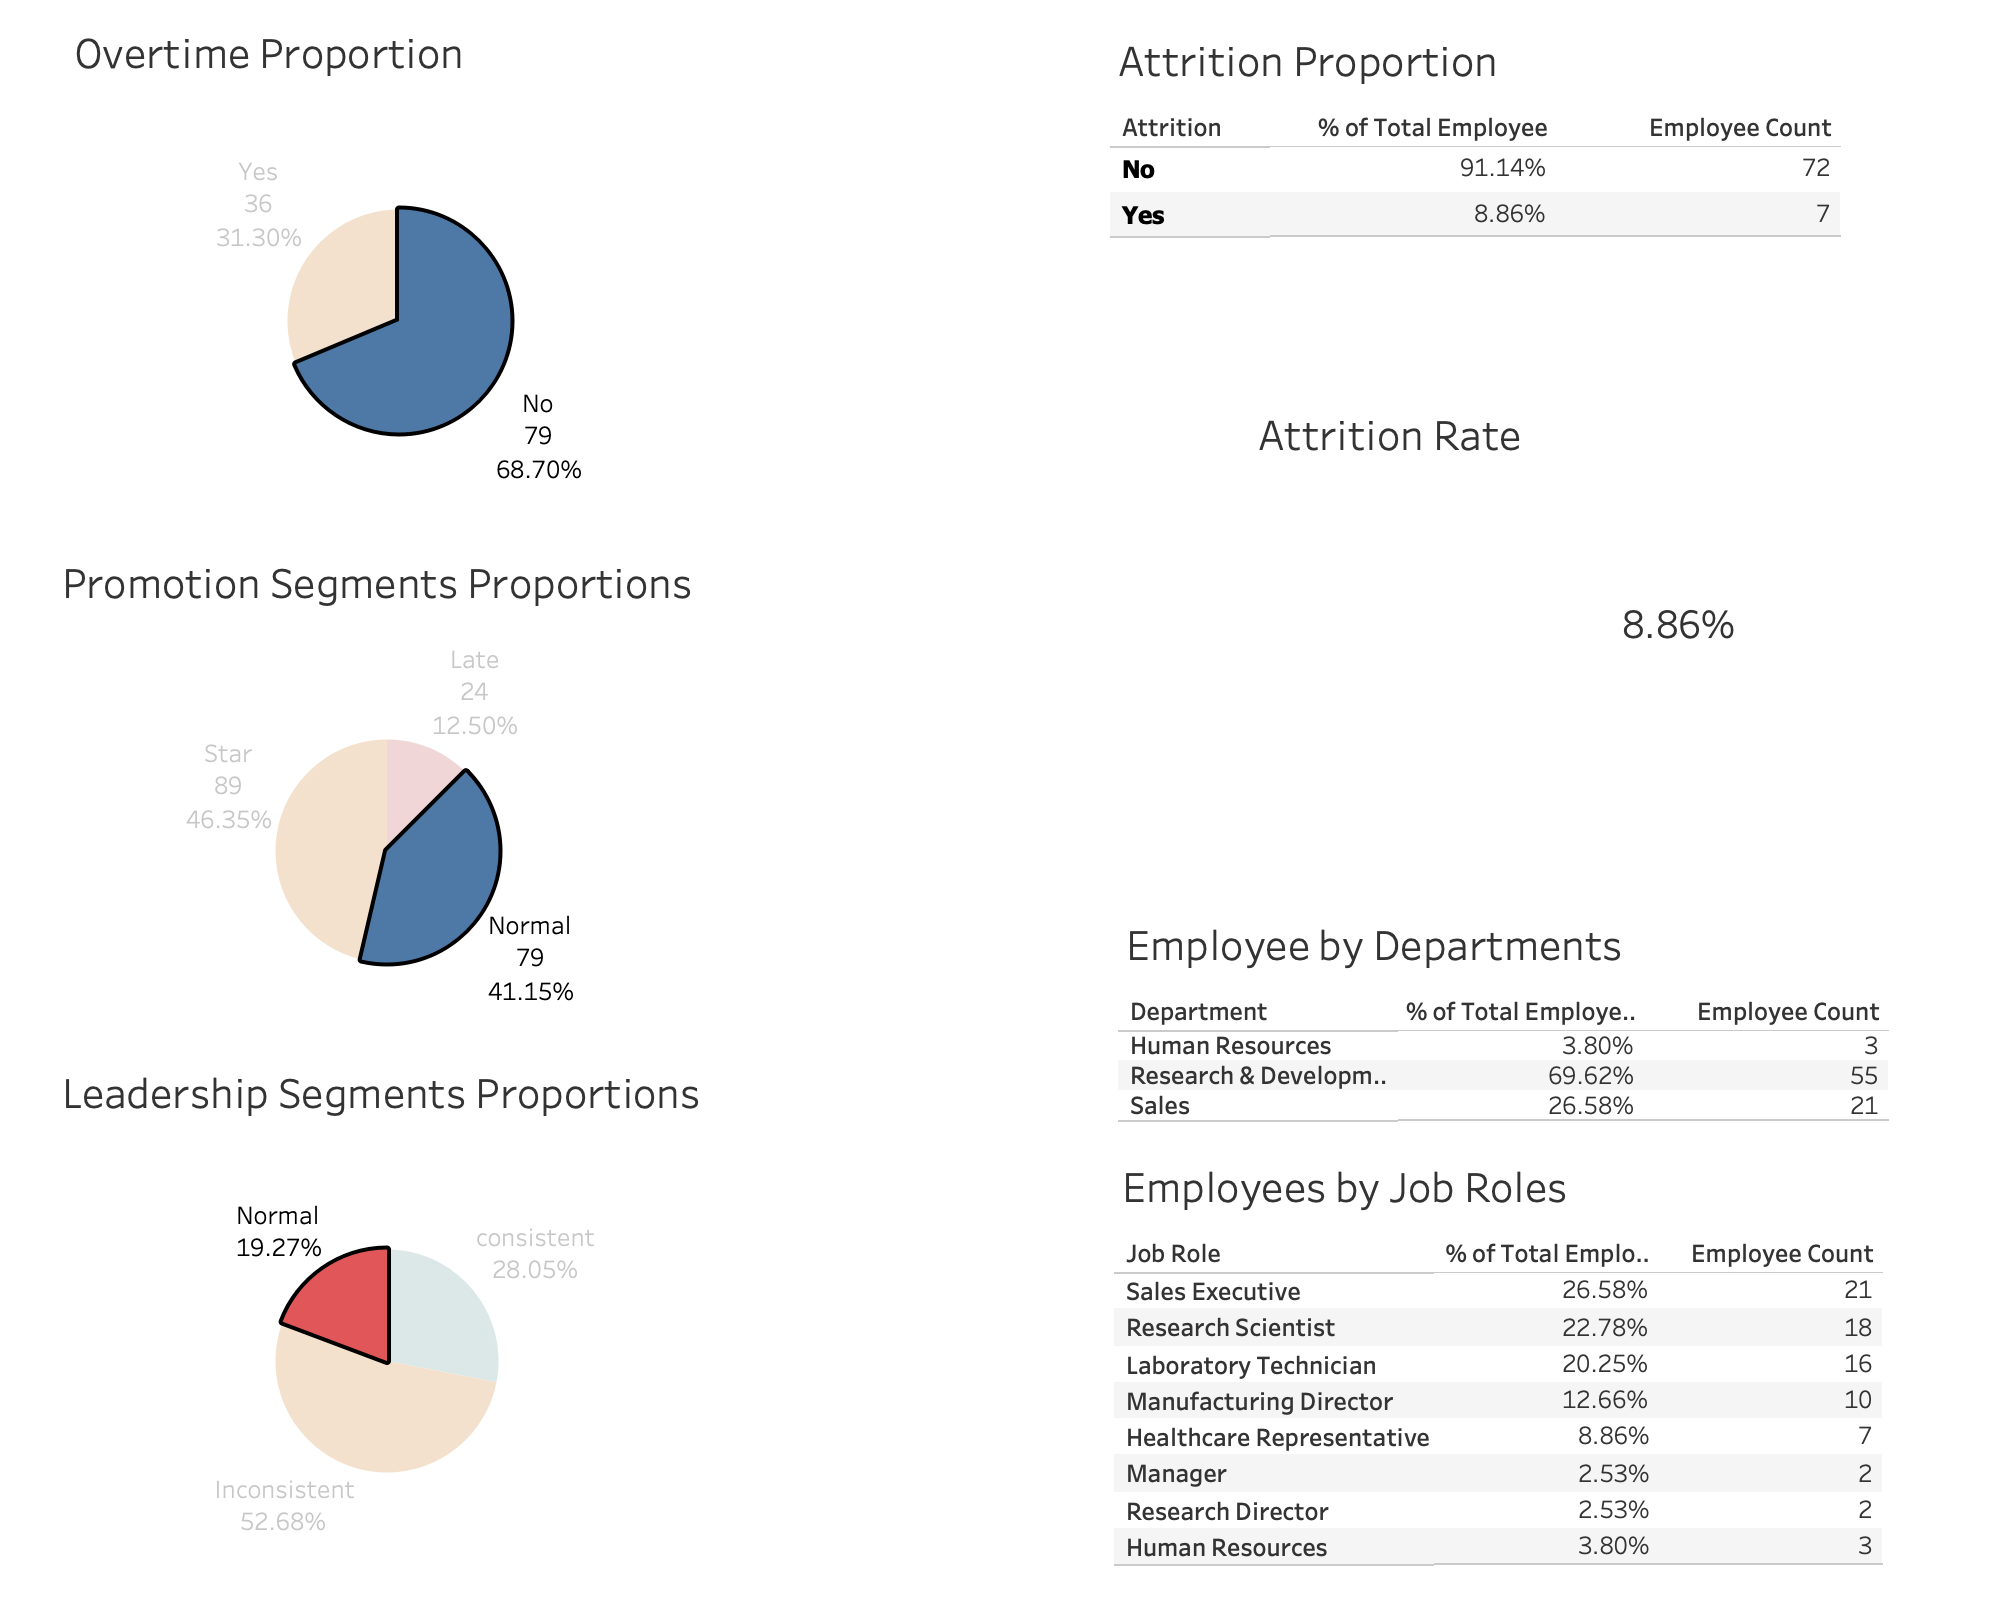 Overtime Proportion
Yes
36
31.30%
No
79
68.70%
Promotion Segments Proportions
Late
24
12.50%
Star
89
46.35%
Normal
79
41.15%
Leadership Segments Proportions
Normal
19.27%
consistent
28.05%
Inconsistent
52.68%
Attrition Proportion
Attrition % of Total Employee Employee Count
No 91.14% 72
Yes 8.86% 7
Attrition Rate
8.86%
Employee by Departments
Department % of Total Employe.. Employee Count
Human Resources 3.80% 3
Research & Developm.. 69.62% 55
Sales 26.58% 21
Employees by Job Roles
Job Role % of Total Emplo.. Employee Count
Sales Executive 26.58% 21
Research Scientist 22.78% 18
Laboratory Technician 20.25% 16
Manufacturing Director 12.66% 10
Healthcare Representative 8.86% 7
Manager 2.53% 2
Research Director 2.53% 2
Human Resources 3.80% 3